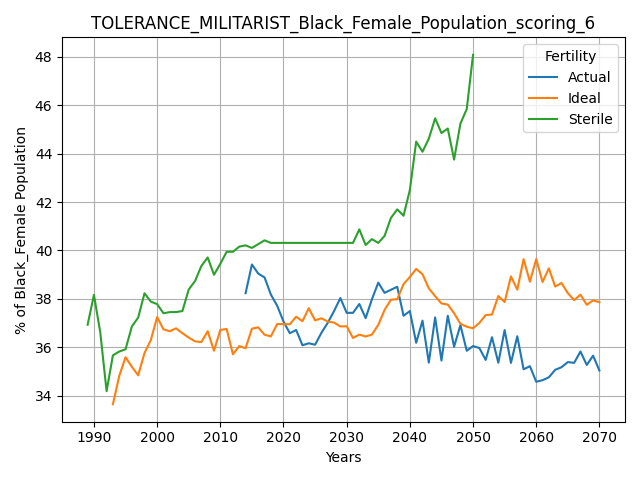 TOLERANCE_MILITARIST_Black_Female_Population_scoring_6
% of Black_Female Population
48
46
44
42
40
38
36
34
Fertility
Actual
Ideal
Sterile
1990 2000 2010 2020 2030 2040 2050 2060 2070
Years